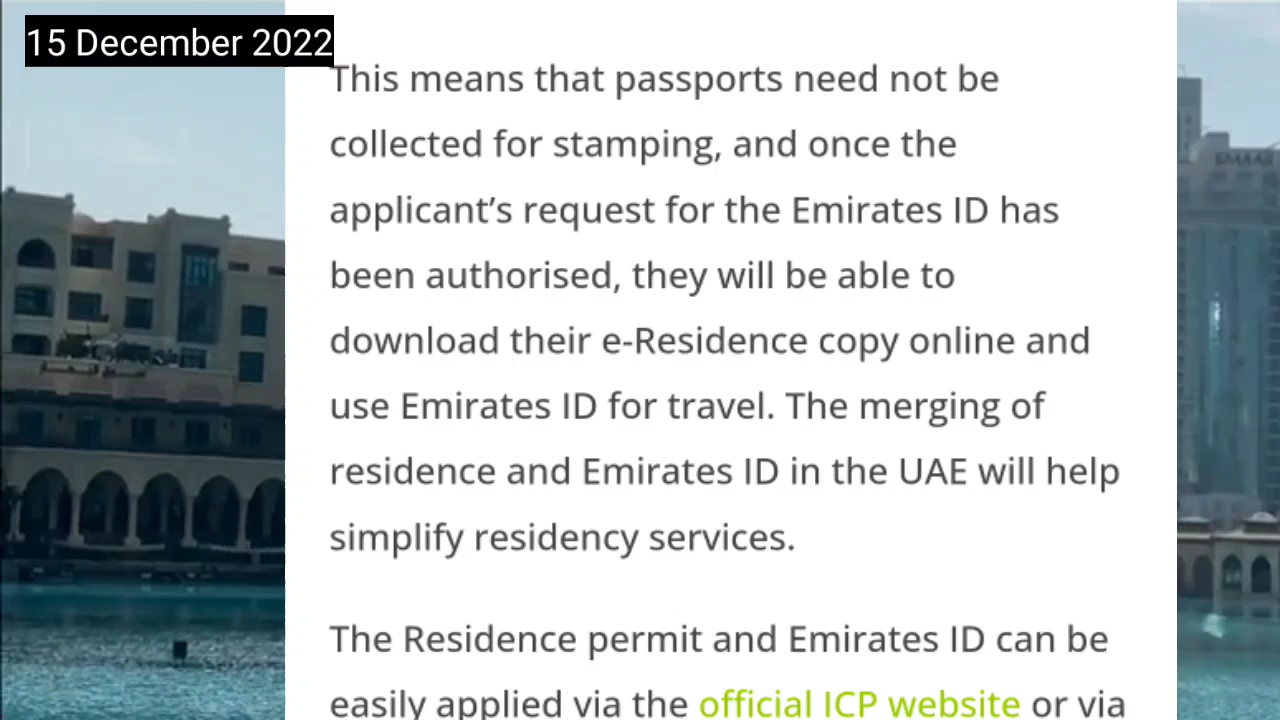 15 December 2022
This means that passports need not be
collected for stamping, and once the
applicant’s request for the Emirates ID has
been authorised, they will be able to
download their e-Residence copy online and
use Emirates ID for travel. The merging of
residence and Emirates ID in the UAE will help
simplify residency services.
The Residence permit and Emirates ID can be
easily applied via the official ICP website or via
EMAAR